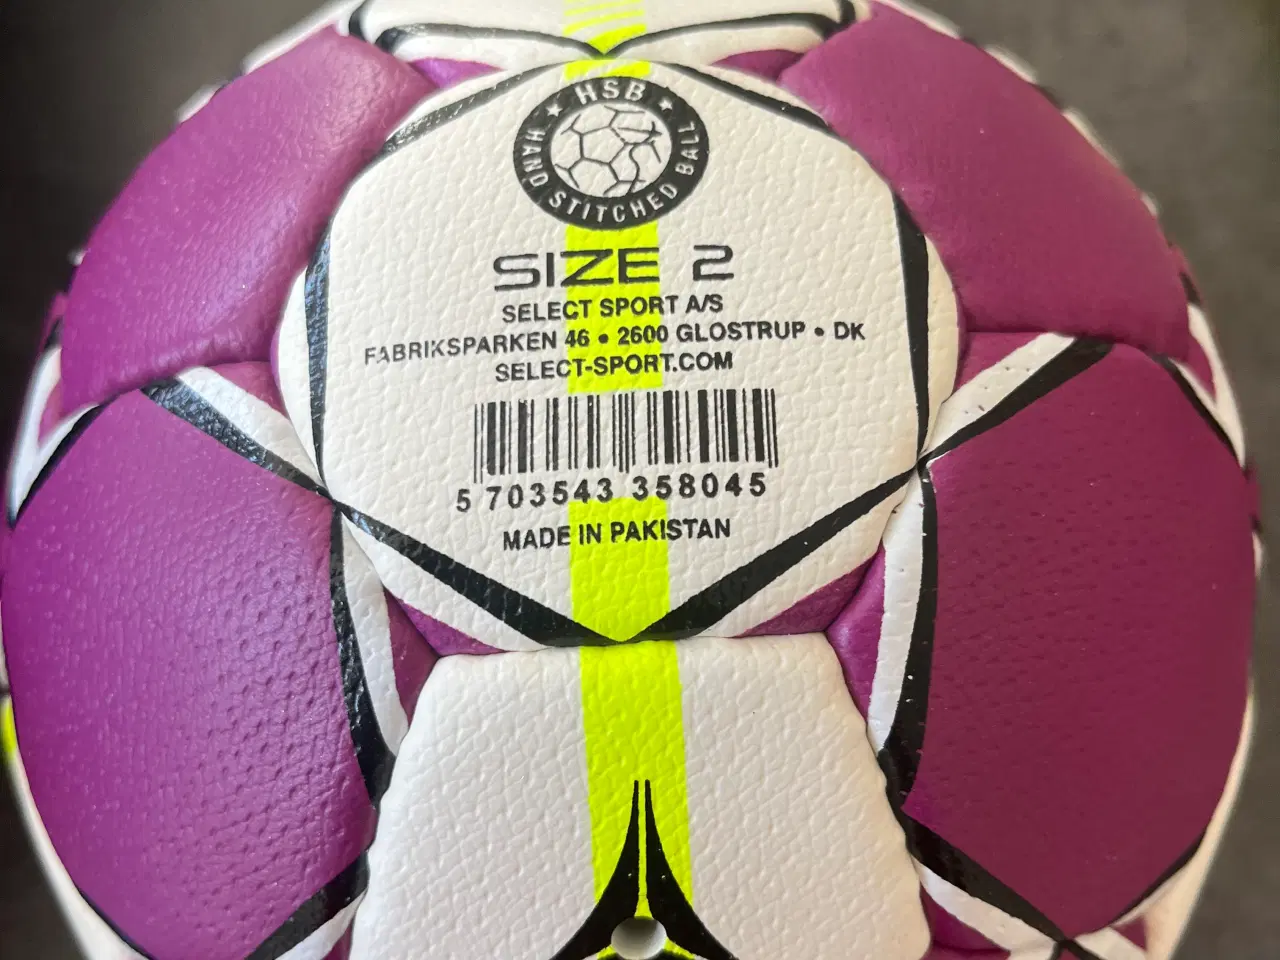 HSB
HAND STITCHED BALL
SIZE 2
SELECT SPORT A/S
FABRIKSPARKEN 46 • 2600 GLOSTRUP • DK
SELECT-SPORT.COM
5 703543 358045
MADE IN PAKISTAN